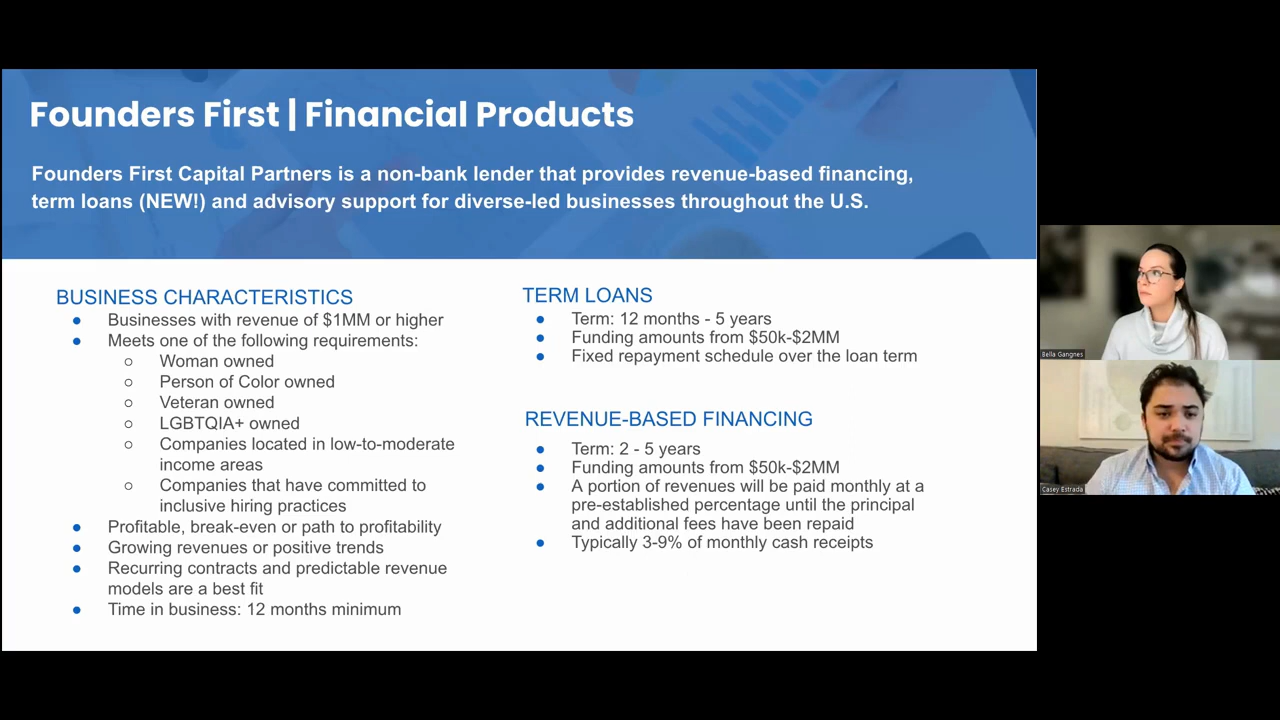 Founders First | Financial Products
Founders First Capital Partners is a non-bank lender that provides revenue-based financing,
term loans (NEW!) and advisory support for diverse-led businesses throughout the U.S.
BUSINESS CHARACTERISTICS
● Businesses with revenue of $1MM or higher
● Meets one of the following requirements:
○ Woman owned
○ Person of Color owned
○ Veteran owned
○ LGBTQIA+ owned
○ Companies located in low-to-moderate
income areas
○ Companies that have committed to
inclusive hiring practices
● Profitable, break-even or path to profitability
● Growing revenues or positive trends
● Recurring contracts and predictable revenue
models are a best fit
● Time in business: 12 months minimum
TERM LOANS
● Term: 12 months - 5 years
● Funding amounts from $50k-$2MM
● Fixed repayment schedule over the loan term
REVENUE-BASED FINANCING
● Term: 2 - 5 years
● Funding amounts from $50k-$2MM
● A portion of revenues will be paid monthly at a
pre-established percentage until the principal
and additional fees have been repaid
● Typically 3-9% of monthly cash receipts
Bella Gangnes
Casey Estrada